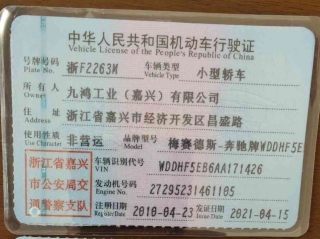 中华人民共和国机动车行驶证
Vehicle License of the People's Republic of China
号牌号码 浙F2263M 车辆类型 小型轿车
Plate No. Vehicle Type
所有人 九鸿工业(嘉兴)有限公司
Owner
住址 浙江省嘉兴市经济开发区昌盛路
Address
使用性质 非营运 品牌型号 梅赛德斯-奔驰牌WDDHF5E
Use Character Model
浙江省嘉兴 车辆识别代号 WDDHF5EB6AA171426
VIN
市公安局交 发动机号码 27295231461105
Engine No.
通警察支队 注册日期 2010-04-23 发证日期 2021-04-15
Register Date Issue Date